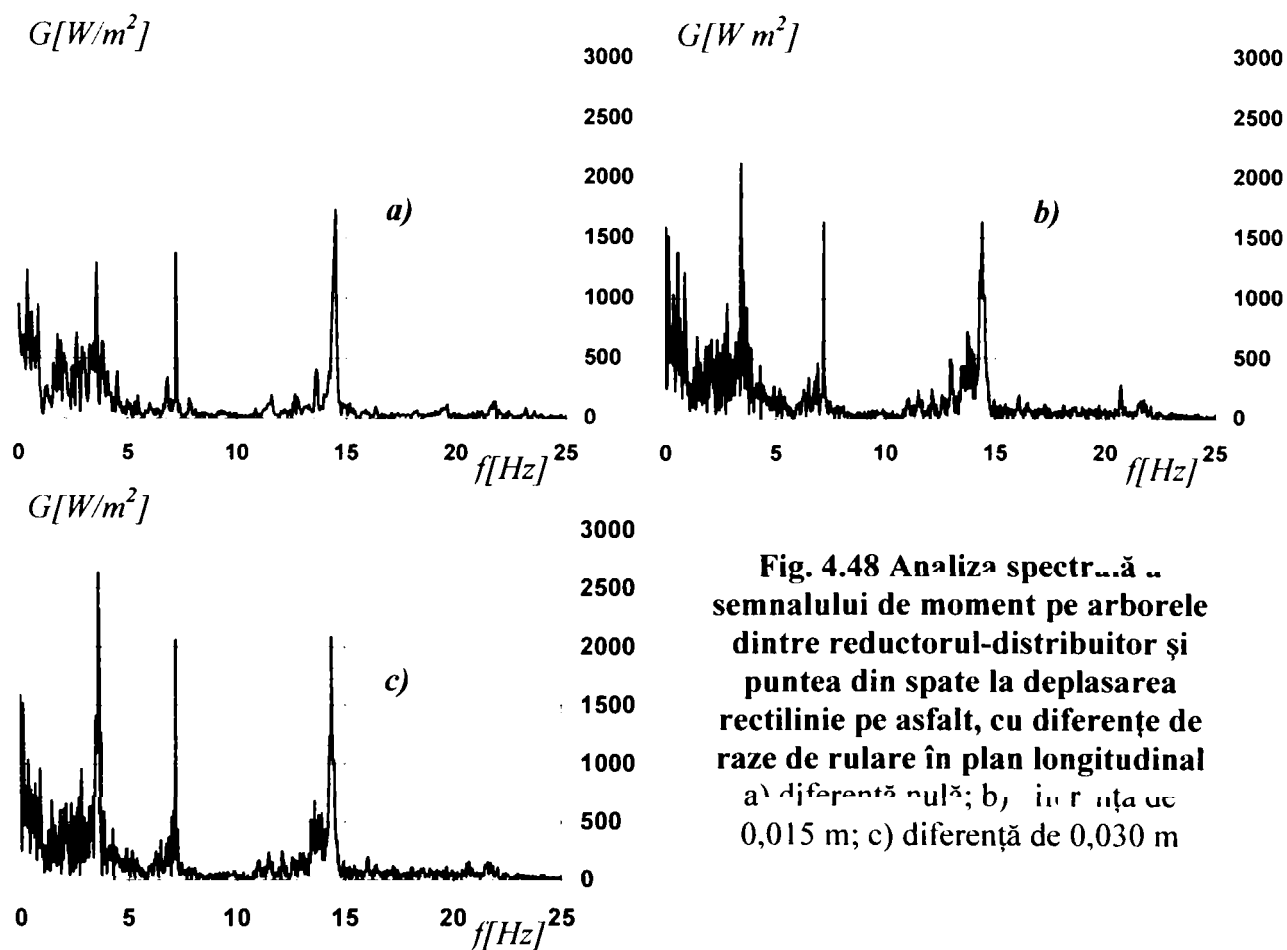 G[W/m²]
3000
2500
2000
1500
1000
500
0
a)
0 5 10 15 20 25
f[Hz]
G[W m²]
3000
2500
2000
1500
1000
500
0
b)
0 5 10 15 20 25
f[Hz]
G[W/m²]
3000
2500
2000
1500
1000
500
0
c)
0 5 10 15 20 25
f[Hz]
Fig. 4.48 Analiza
semnalului de moment pe arborele
dintre reductorul-distribuitor și
puntea din spate la deplasarea
rectilinie pe asfalt, cu diferențe de
raze de rulare în plan longitudinal
a) diferență nulă; b)
0,015 m; c) diferență de 0,030 m